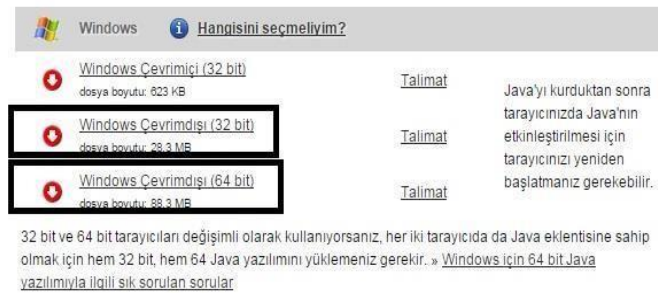 Windows Hangisini seçmeliyim?
Windows Çevrimiçi (32 bit) Talimat
dosya boyutu: 623 KB
Windows Çevrimdışı (32 bit) Talimat
dosya boyutu: 28.3 MB
Windows Çevrimdışı (64 bit) Talimat
dosya boyutu: 88.3 MB
Java'yı kurduktan sonra
tarayıcınızda Java'nın
etkinleştirilmesi için
tarayıcınızı yeniden
başlatmanız gerekebilir.
32 bit ve 64 bit tarayıcıları değişimli olarak kullanıyorsanız, her iki tarayıcıda da Java eklentisine sahip
olmak için hem 32 bit, hem 64 Java yazılımını yüklemeniz gerekir. » Windows için 64 bit Java
yazılımıyla ilgili sık sorulan sorular